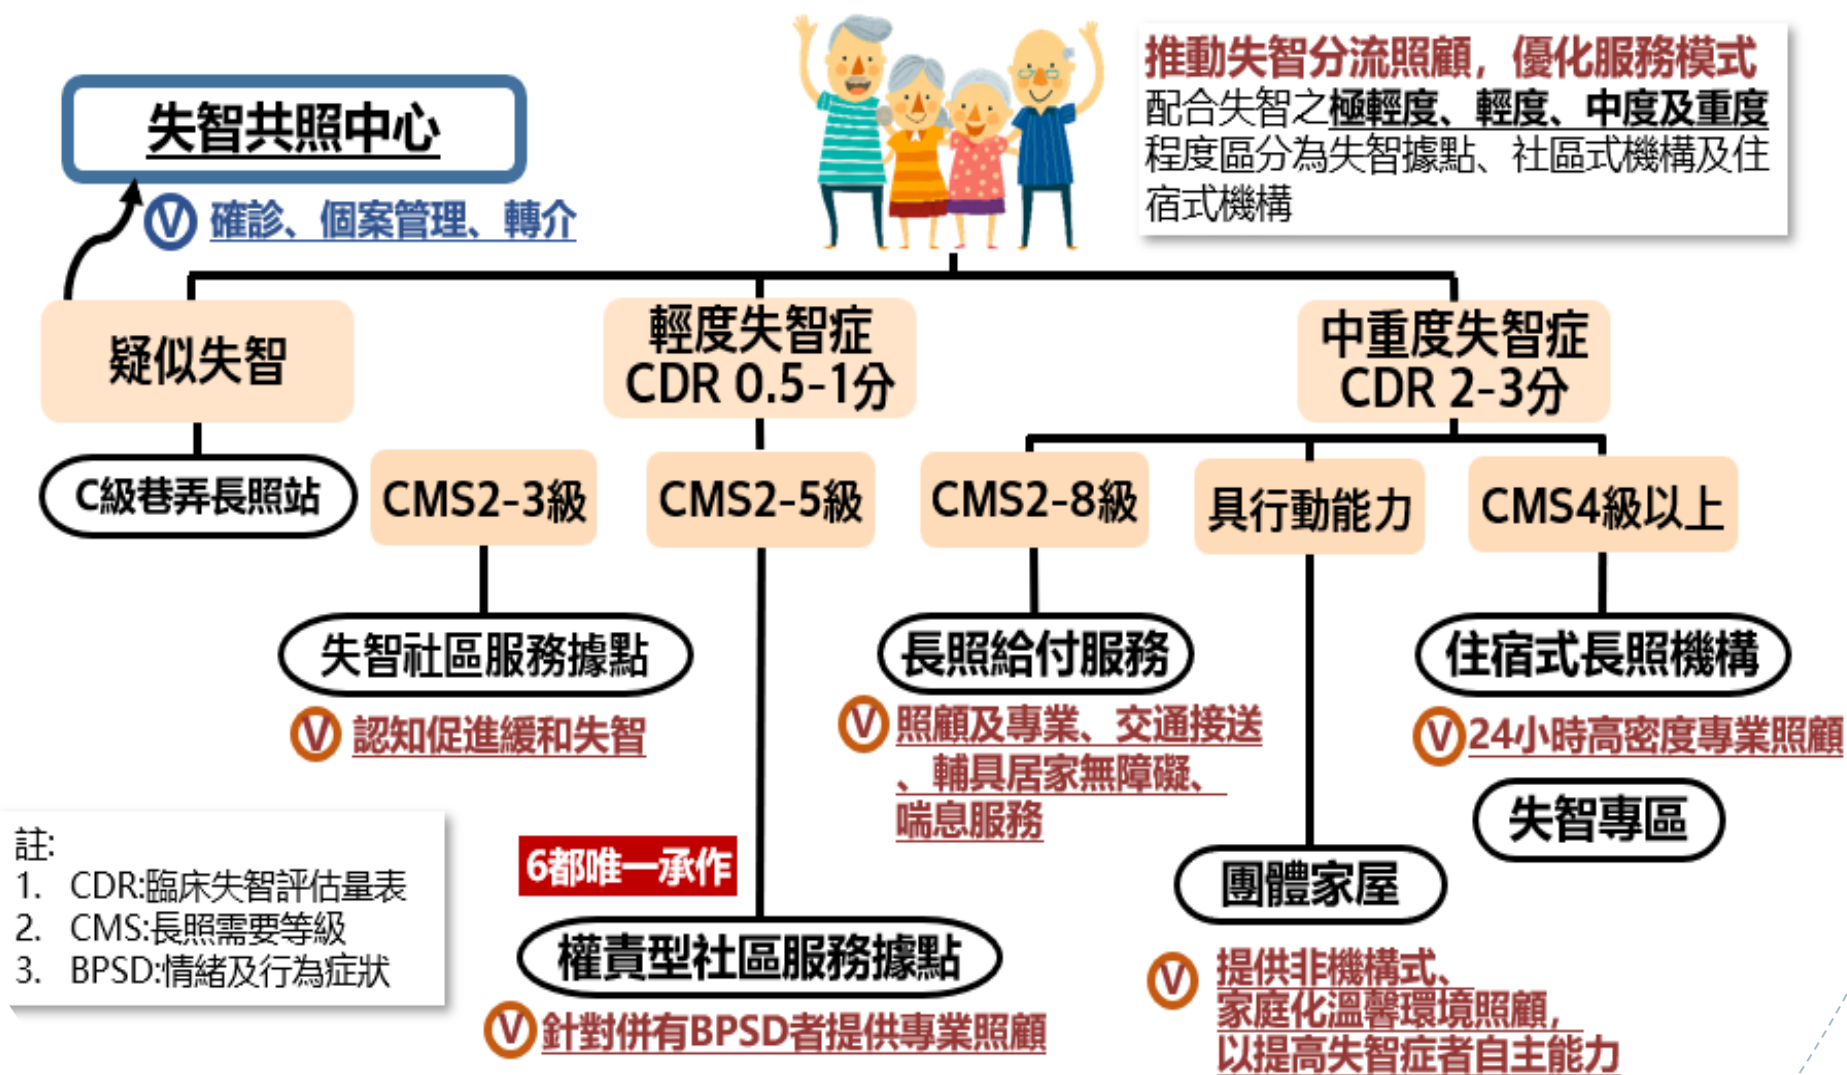 失智共照中心
Ⓥ 確診、個案管理、轉介
推動失智分流照顧，優化服務模式
配合失智之極輕度、輕度、中度及重度
程度區分為失智據點、社區式機構及住
宿式機構
疑似失智
輕度失智症
CDR 0.5-1分
中重度失智症
CDR 2-3分
C級巷弄長照站
CMS2-3級
CMS2-5級
CMS2-8級
具行動能力
CMS4級以上
失智社區服務據點
Ⓥ 認知促進緩和失智
長照給付服務
Ⓥ 照顧及專業、交通接送
、輔具居家無障礙、
喘息服務
住宿式長照機構
Ⓥ 24小時高密度專業照顧
失智專區
6都唯一承作
權責型社區服務據點
Ⓥ 針對併有BPSD者提供專業照顧
團體家屋
Ⓥ 提供非機構式、
家庭化溫馨環境照顧，
以提高失智症者自主能力
註:
1. CDR:臨床失智評估量表
2. CMS:長照需要等級
3. BPSD:情緒及行為症狀